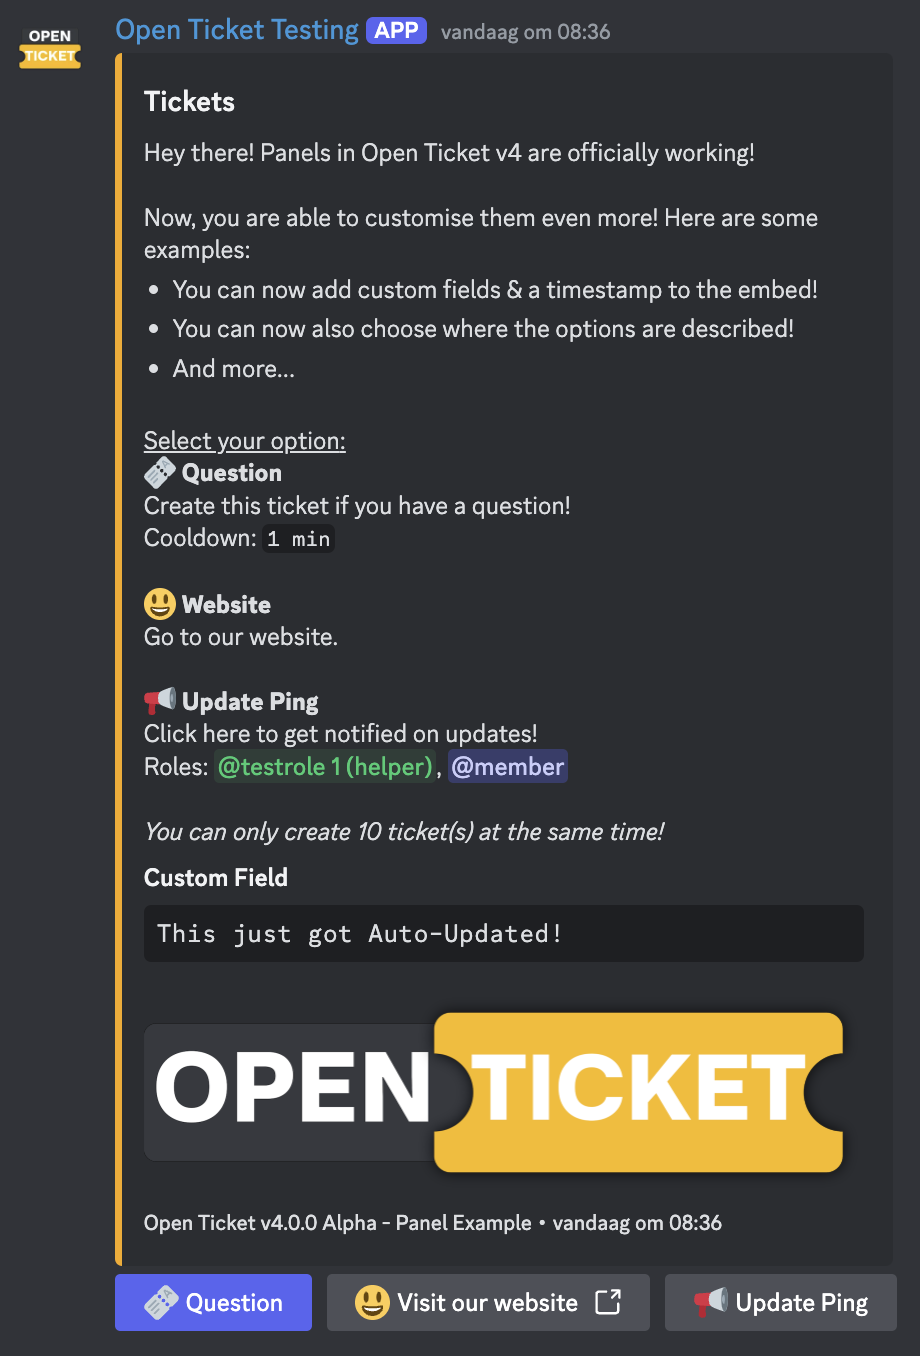 OPEN
TICKET
Open Ticket Testing APP vandaag om 08:36
Tickets
Hey there! Panels in Open Ticket v4 are officially working!
Now, you are able to customise them even more! Here are some
examples:
• You can now add custom fields & a timestamp to the embed!
• You can now also choose where the options are described!
• And more...
Select your option:
Question
Create this ticket if you have a question!
Cooldown: 1 min
Website
Go to our website.
Update Ping
Click here to get notified on updates!
Roles: @testrole 1 (helper), @member
You can only create 10 ticket(s) at the same time!
Custom Field
This just got Auto-Updated!
OPEN TICKET
Open Ticket v4.0.0 Alpha - Panel Example • vandaag om 08:36
Question Visit our website Update Ping